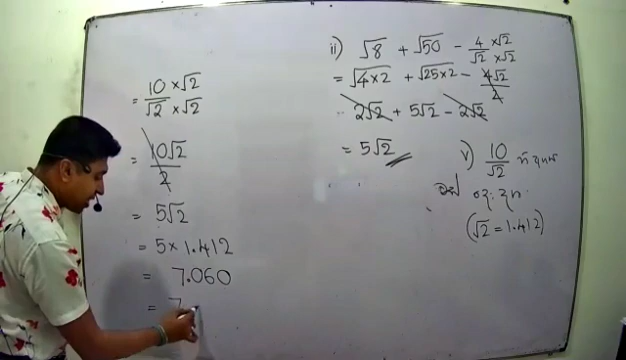 = 10 ×√2 / √2 ×√2
= 10√2 / 2
= 5√2
= 5 × 1.412
= 7.060
= 7
ii) √8 + √50 − 4 ×√2 / √2 ×√2
= √4×2 + √25×2 − 4√2 / 2
2√2 + 5√2 − 2√2
= 5√2
v) 10 / √2
(√2 = 1.412)